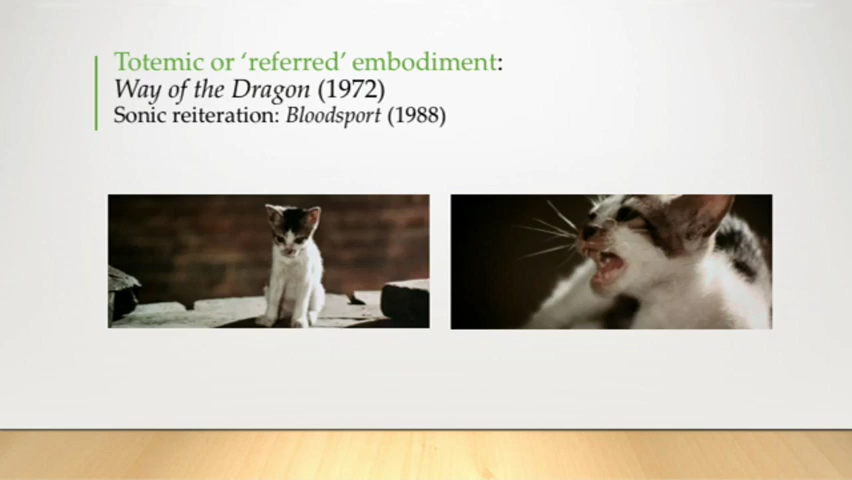 Totemic or ‘referred’ embodiment:
Way of the Dragon (1972)
Sonic reiteration: Bloodsport (1988)